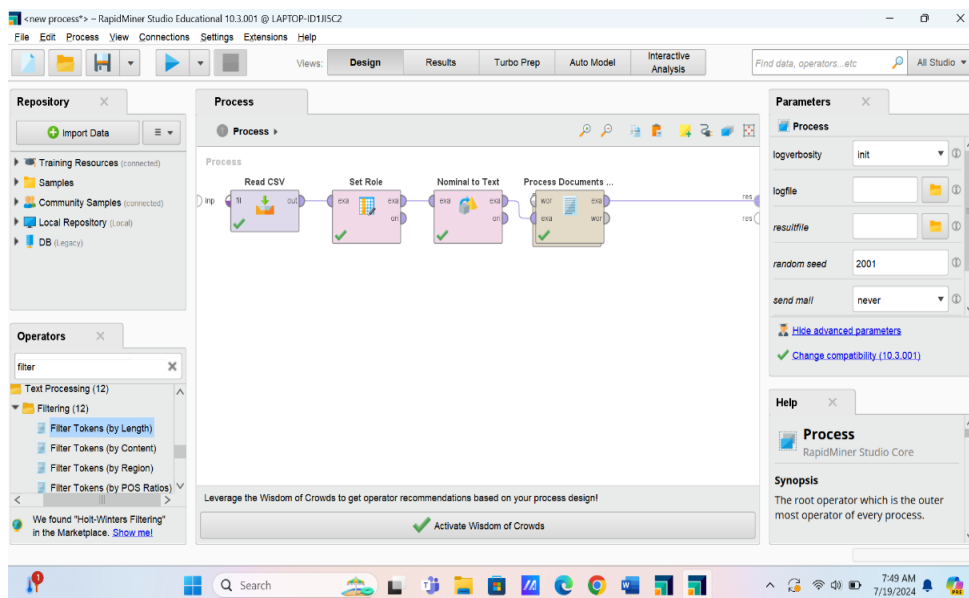 <new process*> – RapidMiner Studio Educational 10.3.001 @ LAPTOP-ID1JI5C2
File Edit Process View Connections Settings Extensions Help
Views: Design Results Turbo Prep Auto Model Interactive Analysis
Find data, operators...etc All Studio
Repository
Import Data
Training Resources (connected)
Samples
Community Samples (connected)
Local Repository (Local)
DB (Legacy)
Operators
filter
Text Processing (12)
Filtering (12)
Filter Tokens (by Length)
Filter Tokens (by Content)
Filter Tokens (by Region)
Filter Tokens (by POS Ratios)
We found "Holt-Winters Filtering"
in the Marketplace. Show me!
Process
Process
Process
Read CSV Set Role Nominal to Text Process Documents ...
inp fil out exa exa exa exa wor exa res
ori ori exa wor res
Leverage the Wisdom of Crowds to get operator recommendations based on your process design!
Activate Wisdom of Crowds
Parameters
Process
logverbosity init
logfile
resultfile
random seed 2001
send mail never
Hide advanced parameters
Change compatibility (10.3.001)
Help
Process
RapidMiner Studio Core
Synopsis
The root operator which is the outer
most operator of every process.
1
Search
7:49 AM
7/19/2024
PRE